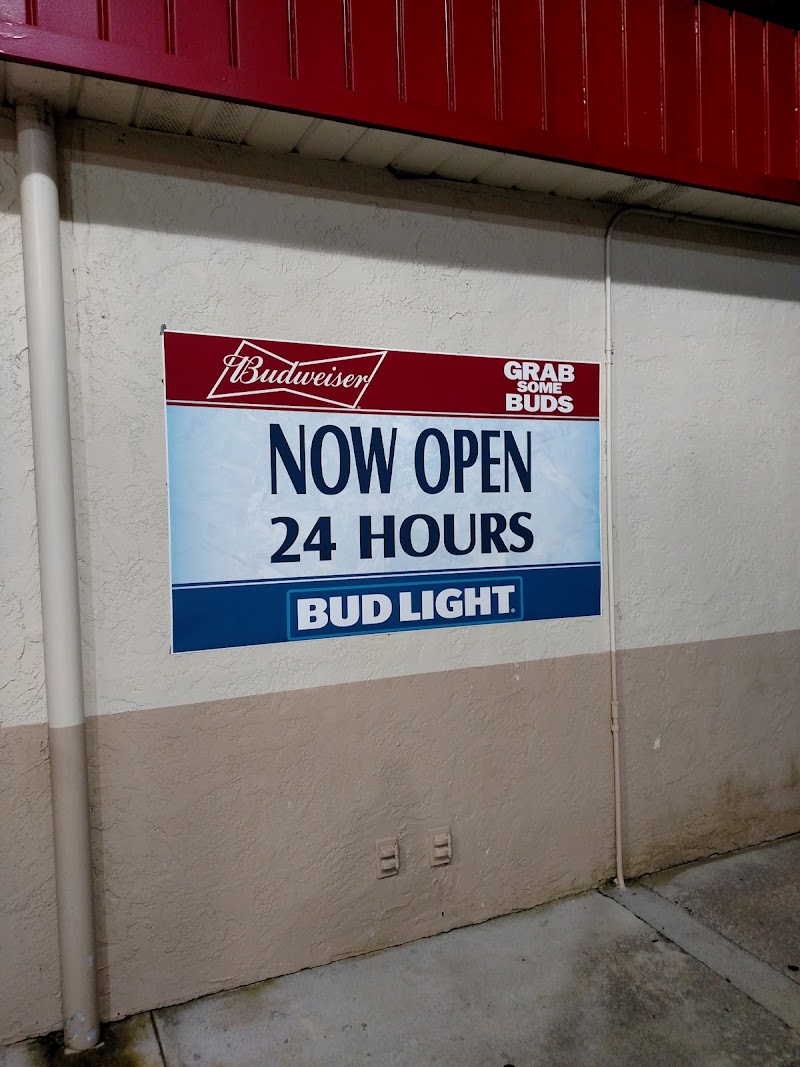 Budweiser
GRAB
SOME
BUDS
NOW OPEN
24 HOURS
BUD LIGHT